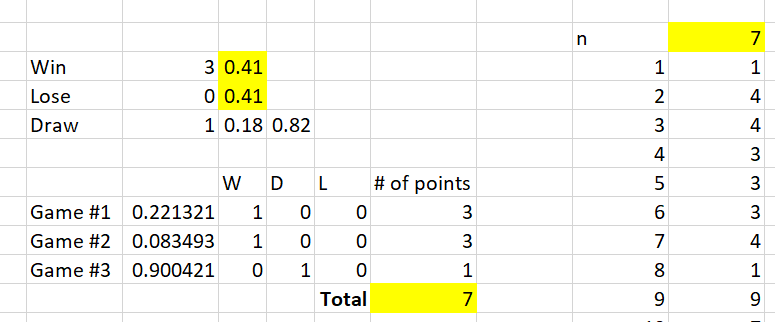 n 7
Win 3 0.41 1 1
Lose 0 0.41 2 4
Draw 1 0.18 0.82 3 4
4 3
W D L # of points 5 3
Game #1 0.221321 1 0 0 3 6 3
Game #2 0.083493 1 0 0 3 7 4
Game #3 0.900421 0 1 0 1 8 1
Total 7 9 9